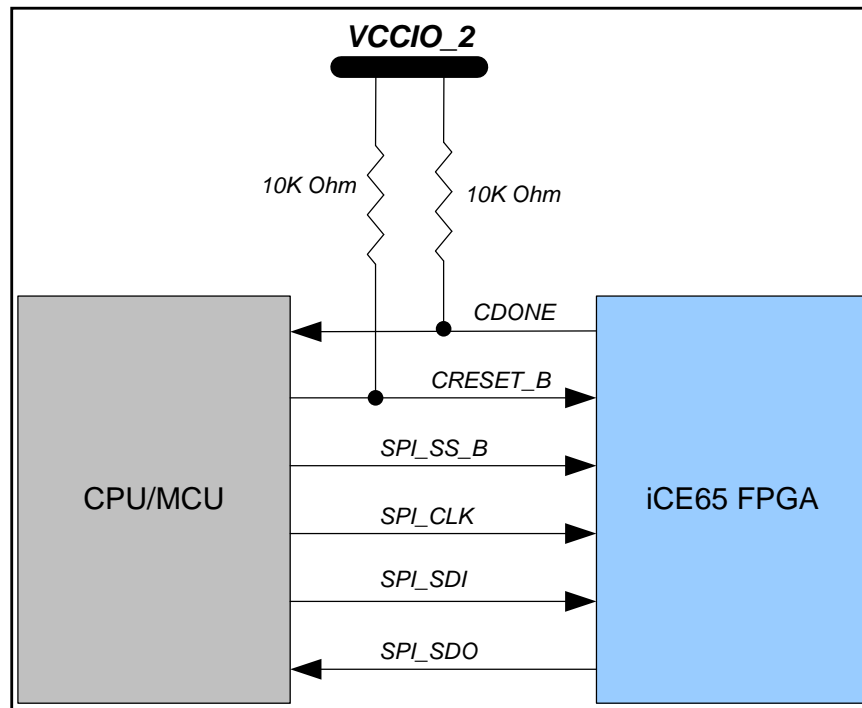 VCCIO_2
10K Ohm
10K Ohm
CDONE
CRESET_B
SPI_SS_B
CPU/MCU
iCE65 FPGA
SPI_CLK
SPI_SDI
SPI_SDO